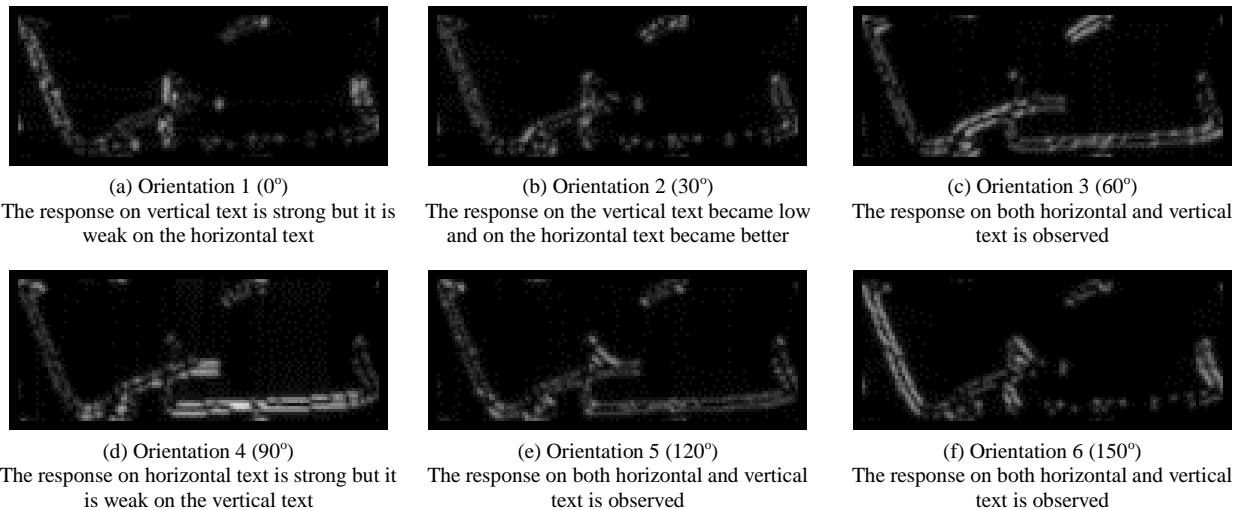 (a) Orientation 1 (0°)
The response on vertical text is strong but it is
weak on the horizontal text
(b) Orientation 2 (30°)
The response on the vertical text became low
and on the horizontal text became better
(c) Orientation 3 (60°)
The response on both horizontal and vertical
text is observed
(d) Orientation 4 (90°)
The response on horizontal text is strong but it
is weak on the vertical text
(e) Orientation 5 (120°)
The response on both horizontal and vertical
text is observed
(f) Orientation 6 (150°)
The response on both horizontal and vertical
text is observed